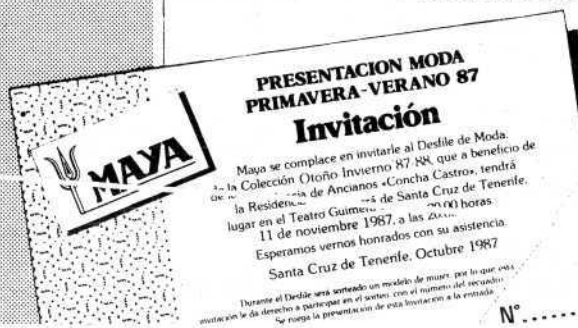 PRESENTACION MODA
PRIMAVERA-VERANO 87
Invitación
MAYA
Maya se complace en invitarle al Desfile de Moda.
la Colección Otoño Invierno 87-88, que a beneficio de
la Residencia de Ancianos «Concha Castro», tendrá
lugar en el Teatro Guimerá de Santa Cruz de Tenerife,
11 de noviembre 1987, a las 20,00 horas
Esperamos vernos honrados con su asistencia.
Santa Cruz de Tenerife. Octubre 1987
Durante el Desfile será sorteado un modelo de mujer, por lo que esta
invitación le da derecho a participar en el sorteo, con el número del recuadro
Se ruega la presentación de esta Invitación a la entrada
N°.......